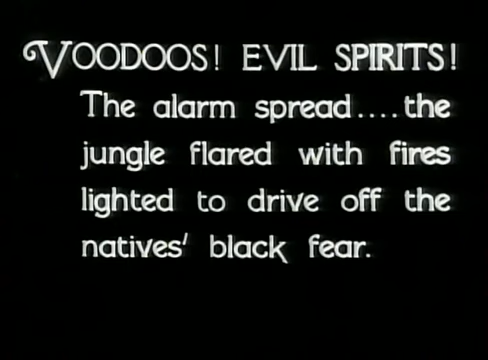 VOODOOS! EVIL SPIRITS!
The alarm spread....the
jungle flared with fires
lighted to drive off the
natives' black fear.